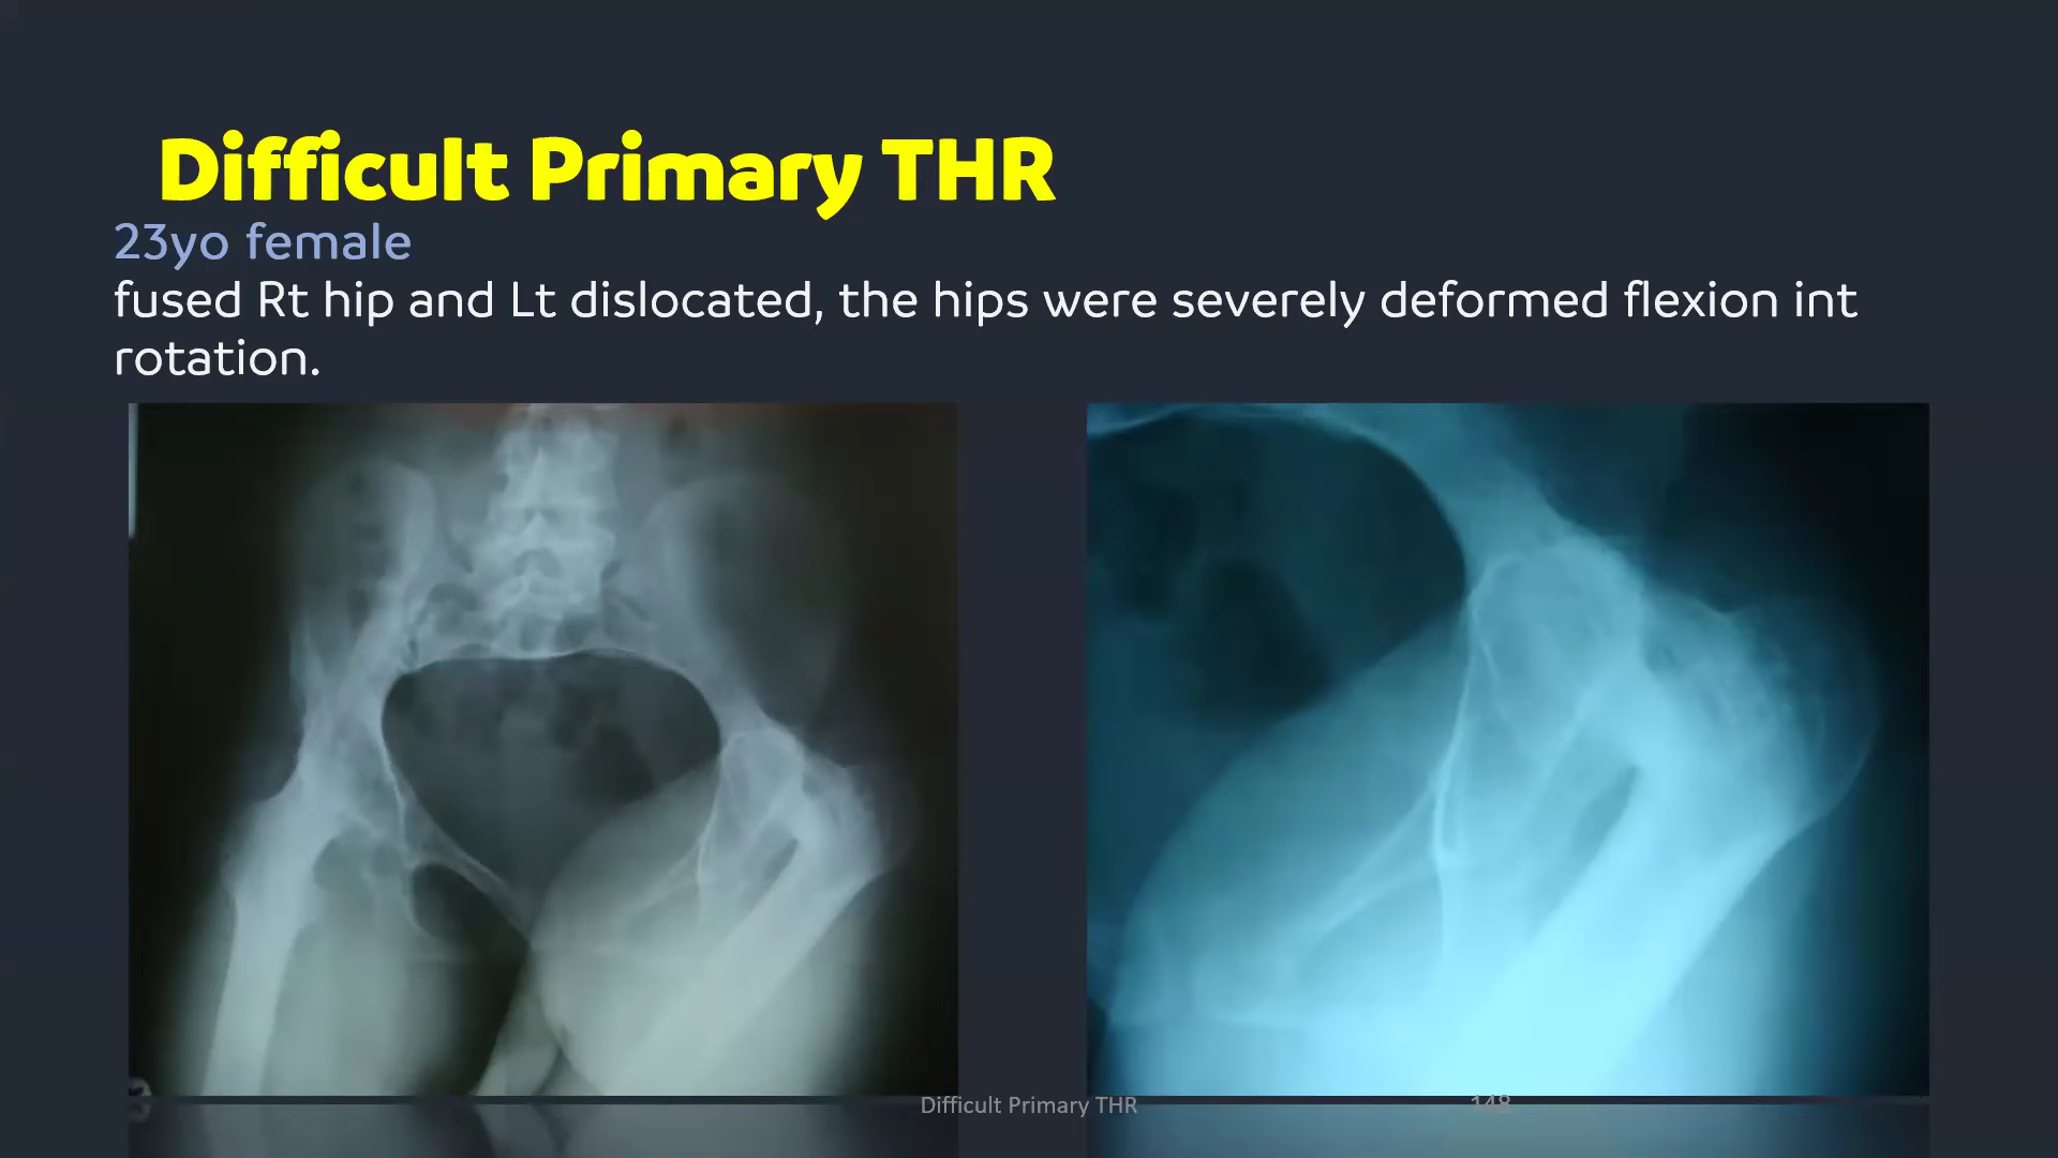 Difficult Primary THR
23yo female
fused Rt hip and Lt dislocated, the hips were severely deformed flexion int
rotation.
Difficult Primary THR
148